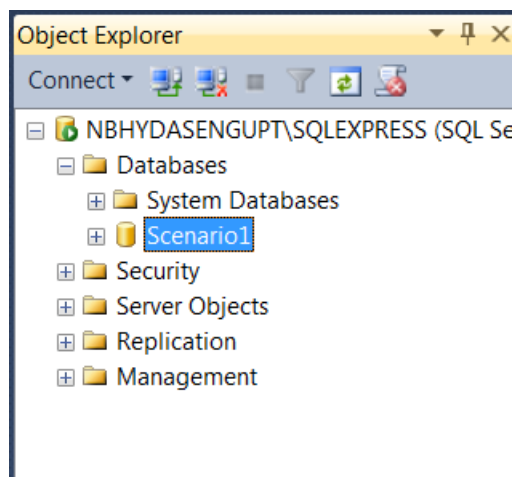 Object Explorer
Connect
NBHYDASENGUPT\SQLEXPRESS (SQL Se
Databases
System Databases
Scenario1
Security
Server Objects
Replication
Management